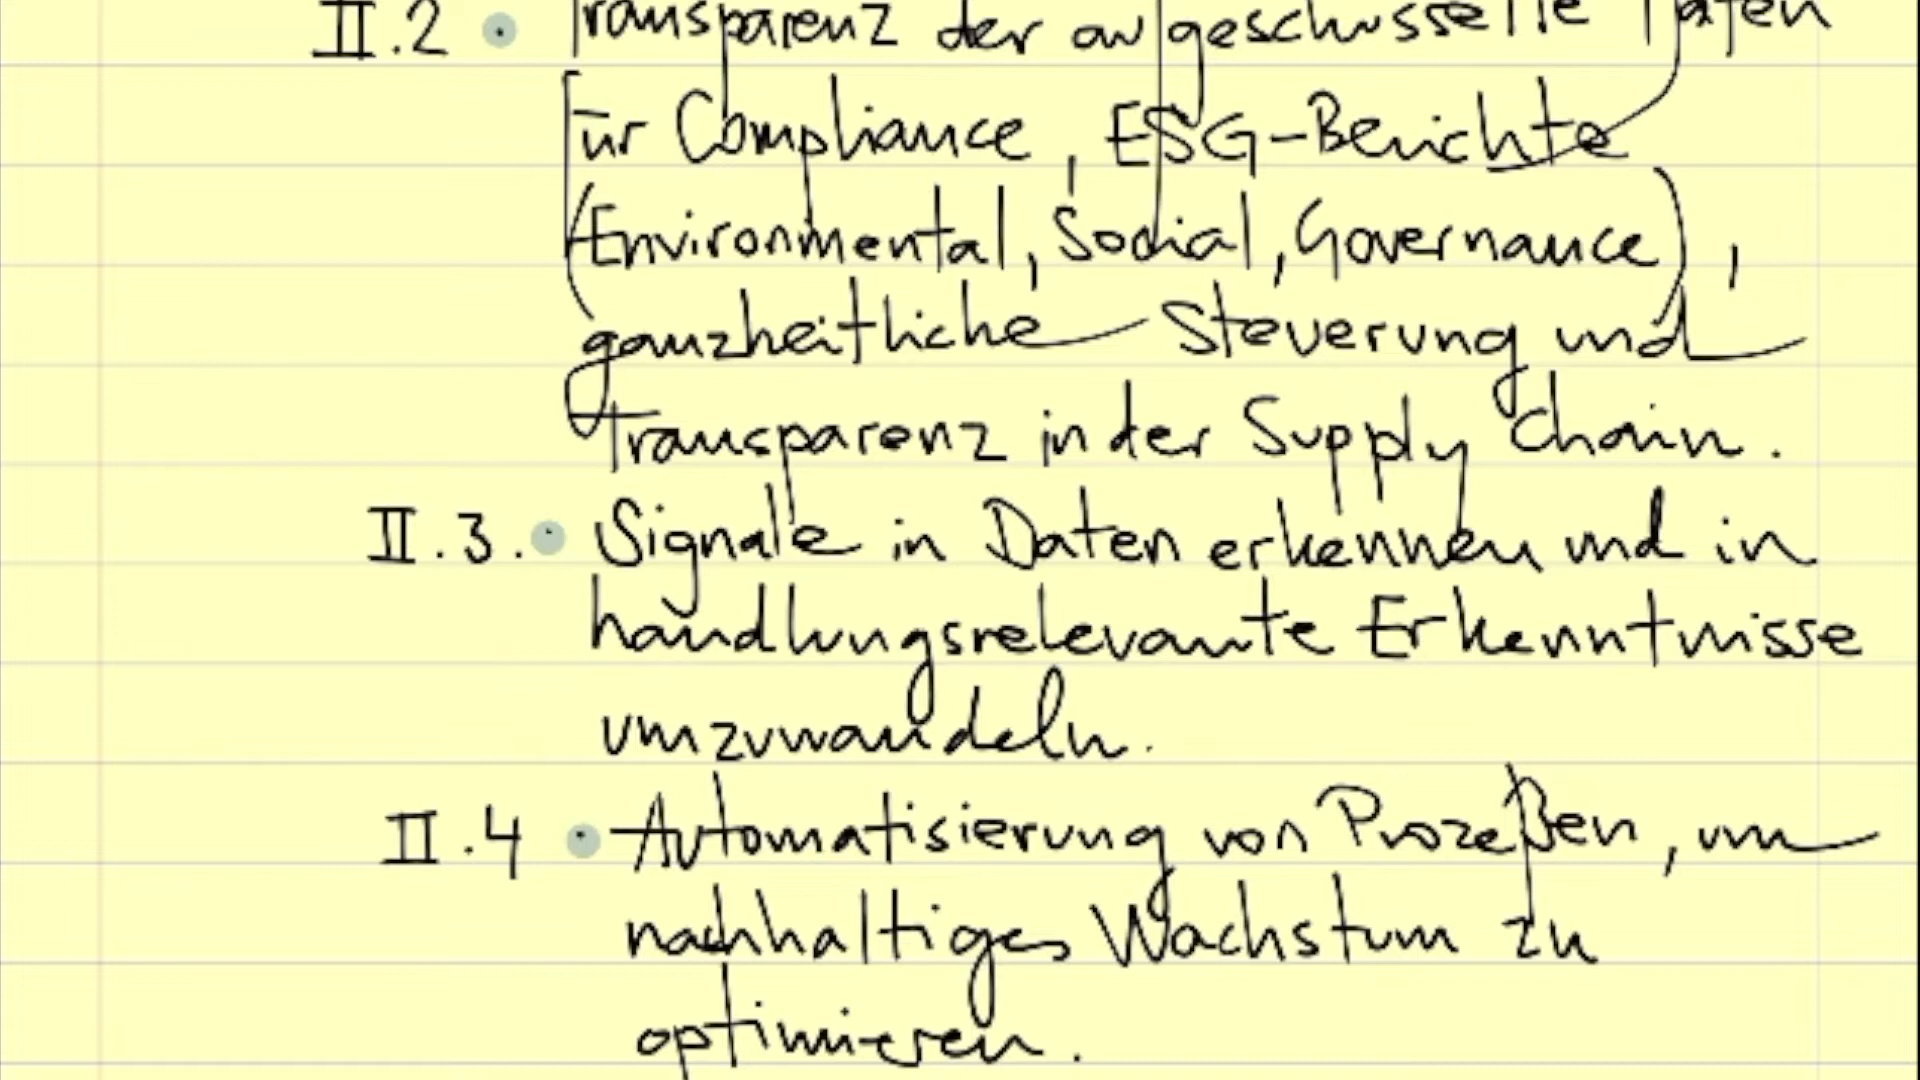 II.2 • Transparenz der aufgeschlüsselte Daten
für Compliance, ESG-Berichte
(Environmental, Social, Governance),
ganzheitliche Steuerung und
Transparenz in der Supply Chain.
II.3. • Signale in Daten erkennen und in
handlungsrelevante Erkenntnisse
umzuwandeln.
II.4 • Automatisierung von Prozeßen, um
nachhaltiges Wachstum zu
optimieren.